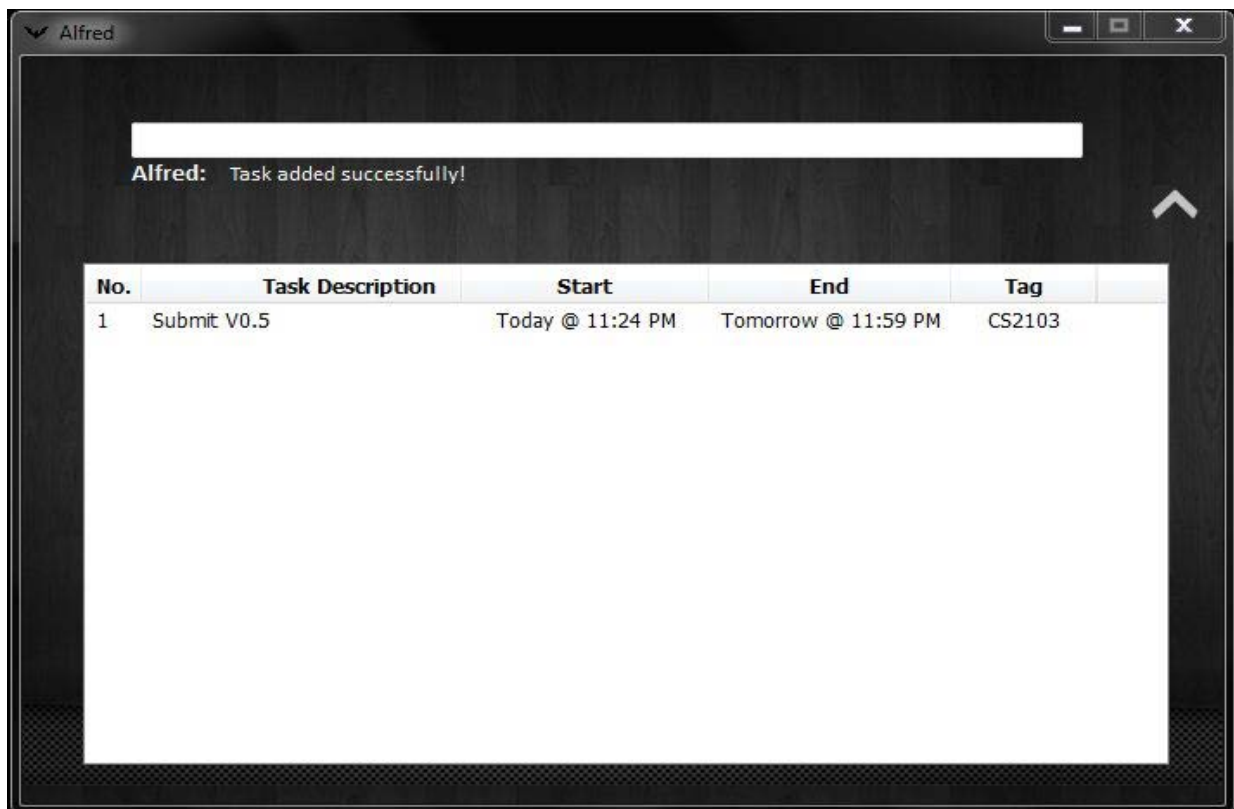 Alfred
Alfred: Task added successfully!
No. Task Description Start End Tag
1 Submit V0.5 Today @ 11:24 PM Tomorrow @ 11:59 PM CS2103